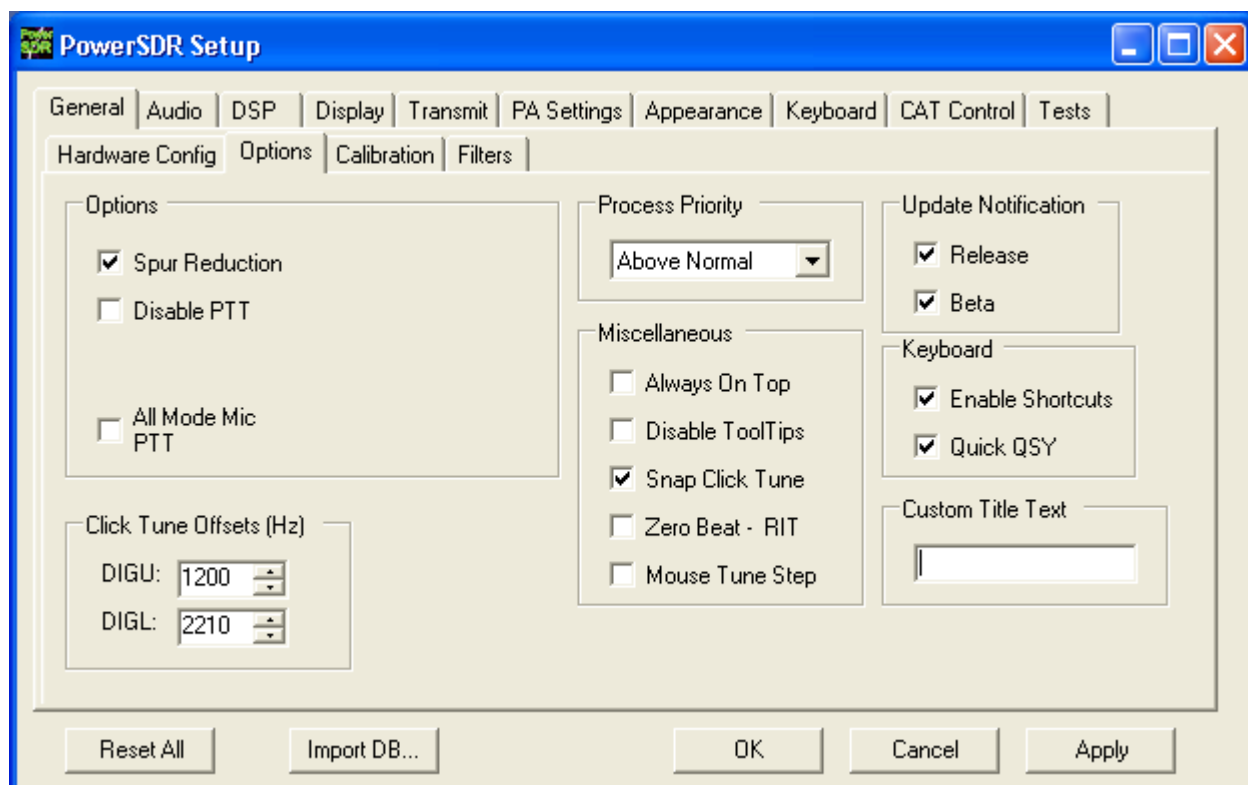 Power SDR PowerSDR Setup
General Audio DSP Display Transmit PA Settings Appearance Keyboard CAT Control Tests
Hardware Config Options Calibration Filters
Options
Spur Reduction
Disable PTT
All Mode Mic
PTT
Click Tune Offsets (Hz)
DIGU: 1200
DIGL: 2210
Process Priority
Above Normal
Miscellaneous
Always On Top
Disable ToolTips
Snap Click Tune
Zero Beat - RIT
Mouse Tune Step
Update Notification
Release
Beta
Keyboard
Enable Shortcuts
Quick QSY
Custom Title Text
Reset All Import DB... OK Cancel Apply